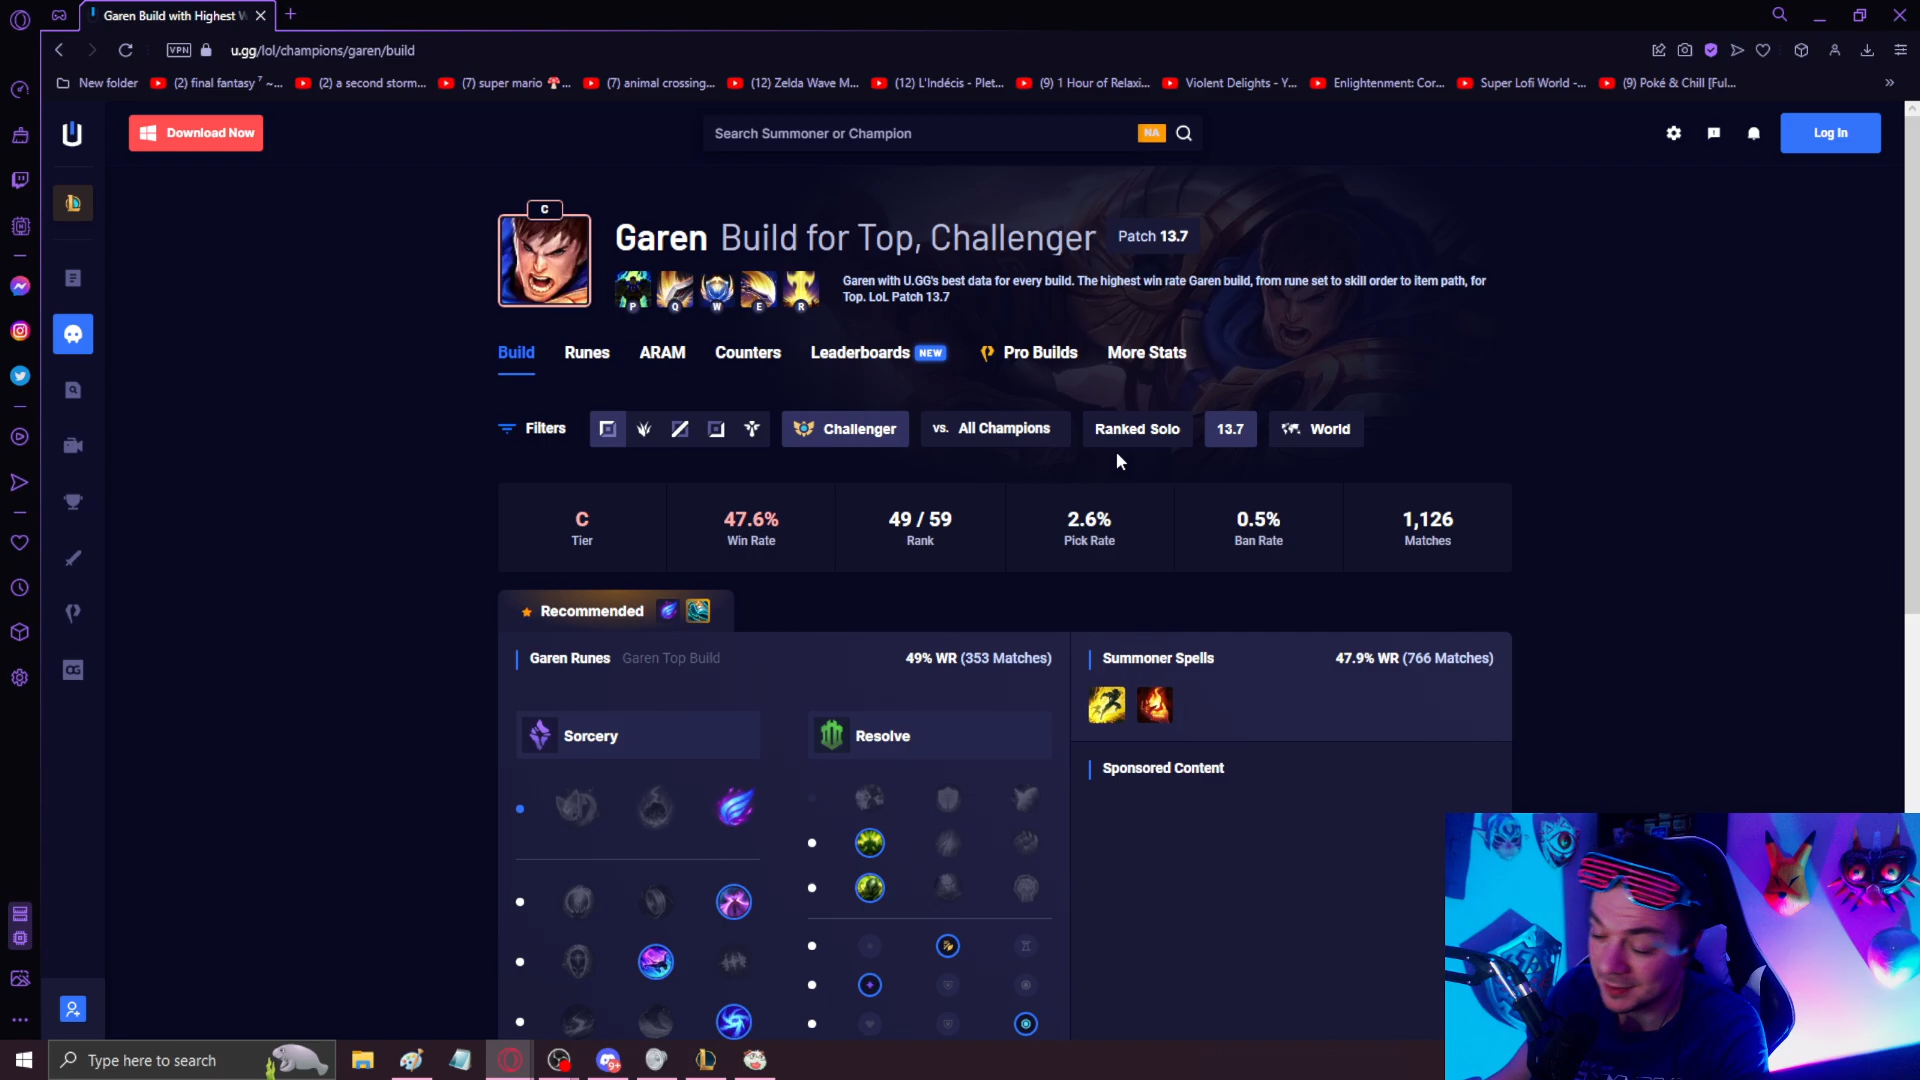 Garen Build with Highest W
VPN
u.gg/lol/champions/garen/build
New folder
(2) final fantasy ⁷ ~...
(2) a second storm...
(7) super mario 🍄...
(7) animal crossing...
(12) Zelda Wave M...
(12) L'Indécis - Plet...
(9) 1 Hour of Relaxi...
Violent Delights - Y...
Enlightenment: Cor...
Super Lofi World -...
(9) Poké & Chill [Ful...
Download Now
Search Summoner or Champion
NA
Log In
C
Garen Build for Top, Challenger
Patch 13.7
P
Q
W
E
R
Garen with U.GG's best data for every build. The highest win rate Garen build, from rune set to skill order to item path, for
Top. LoL Patch 13.7
Build
Runes
ARAM
Counters
Leaderboards NEW
Pro Builds
More Stats
Filters
Challenger
vs. All Champions
Ranked Solo
13.7
World
C
Tier
47.6%
Win Rate
49 / 59
Rank
2.6%
Pick Rate
0.5%
Ban Rate
1,126
Matches
Recommended
Garen Runes Garen Top Build
49% WR (353 Matches)
Summoner Spells
47.9% WR (766 Matches)
Sorcery
Resolve
Sponsored Content
OG
Type here to search
9+